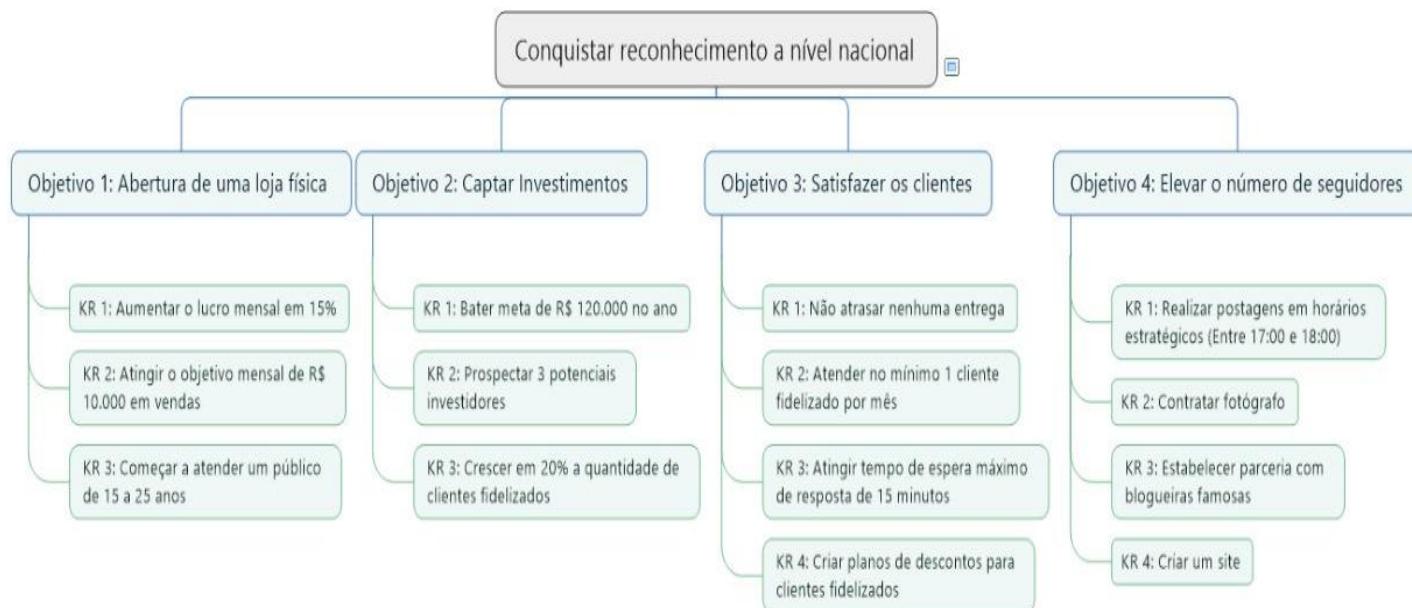 Conquistar reconhecimento a nível nacional
Objetivo 1: Abertura de uma loja física
KR 1: Aumentar o lucro mensal em 15%
KR 2: Atingir o objetivo mensal de R$
10.000 em vendas
KR 3: Começar a atender um público
de 15 a 25 anos
Objetivo 2: Captar Investimentos
KR 1: Bater meta de R$ 120.000 no ano
KR 2: Prospectar 3 potenciais
investidores
KR 3: Crescer em 20% a quantidade de
clientes fidelizados
Objetivo 3: Satisfazer os clientes
KR 1: Não atrasar nenhuma entrega
KR 2: Atender no mínimo 1 cliente
fidelizado por mês
KR 3: Atingir tempo de espera máximo
de resposta de 15 minutos
KR 4: Criar planos de descontos para
clientes fidelizados
Objetivo 4: Elevar o número de seguidores
KR 1: Realizar postagens em horários
estratégicos (Entre 17:00 e 18:00)
KR 2: Contratar fotógrafo
KR 3: Estabelecer parceria com
blogueiras famosas
KR 4: Criar um site